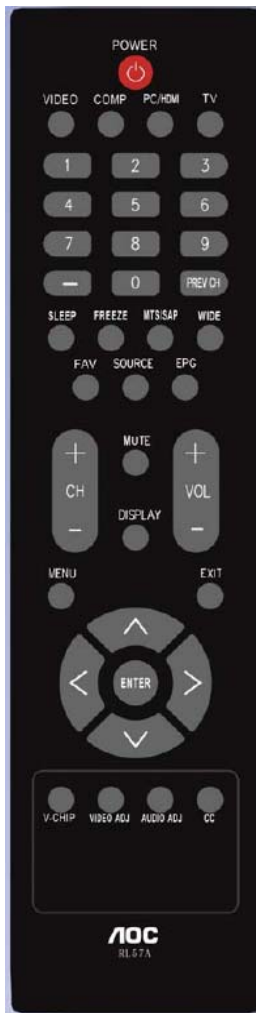 POWER
VIDEO COMP PC/HDMI TV
1 2 3
4 5 6
7 8 9
— 0 PREV CH
SLEEP FREEZE MTS/SAP WIDE
FAV SOURCE EPG
+ MUTE +
CH VOL
- DISPLAY -
MENU EXIT
ENTER
V-CHIP VIDEO ADJ AUDIO ADJ CC
AOC
RL57A